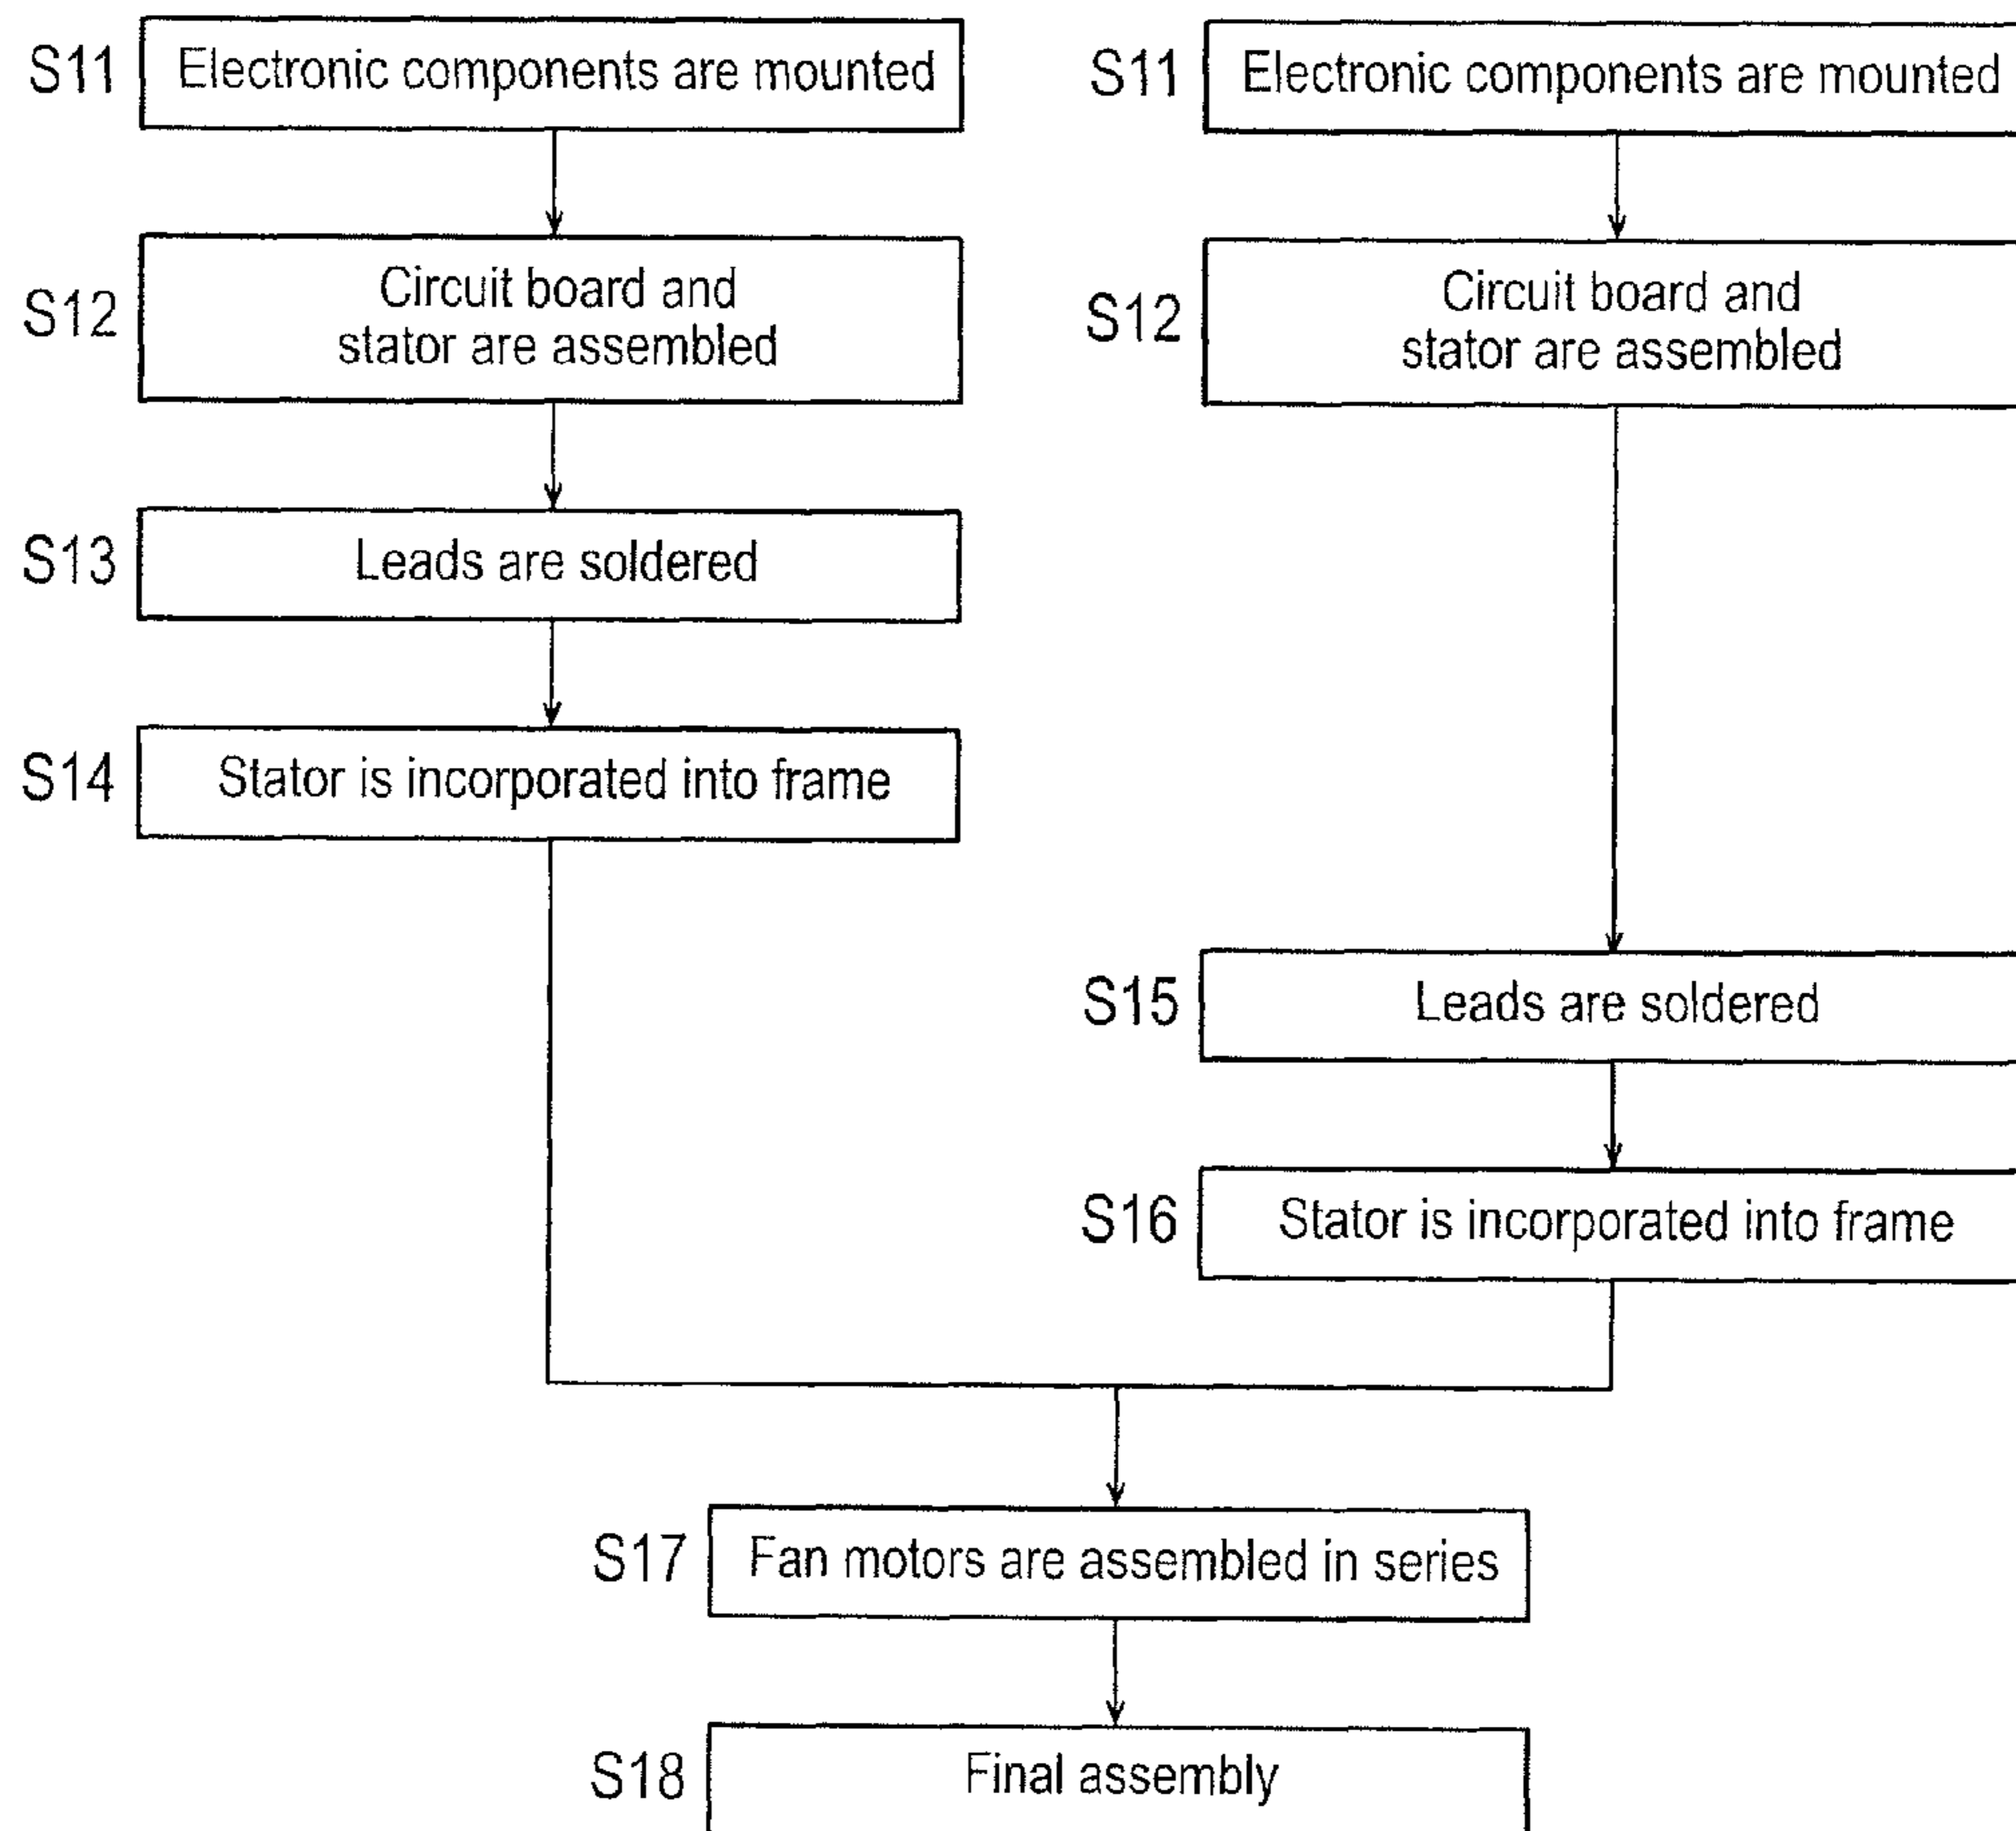 S11 Electronic components are mounted
S12 Circuit board and
stator are assembled
S13 Leads are soldered
S14 Stator is incorporated into frame
S11 Electronic components are mounted
S12 Circuit board and
stator are assembled
S15 Leads are soldered
S16 Stator is incorporated into frame
S17 Fan motors are assembled in series
S18 Final assembly